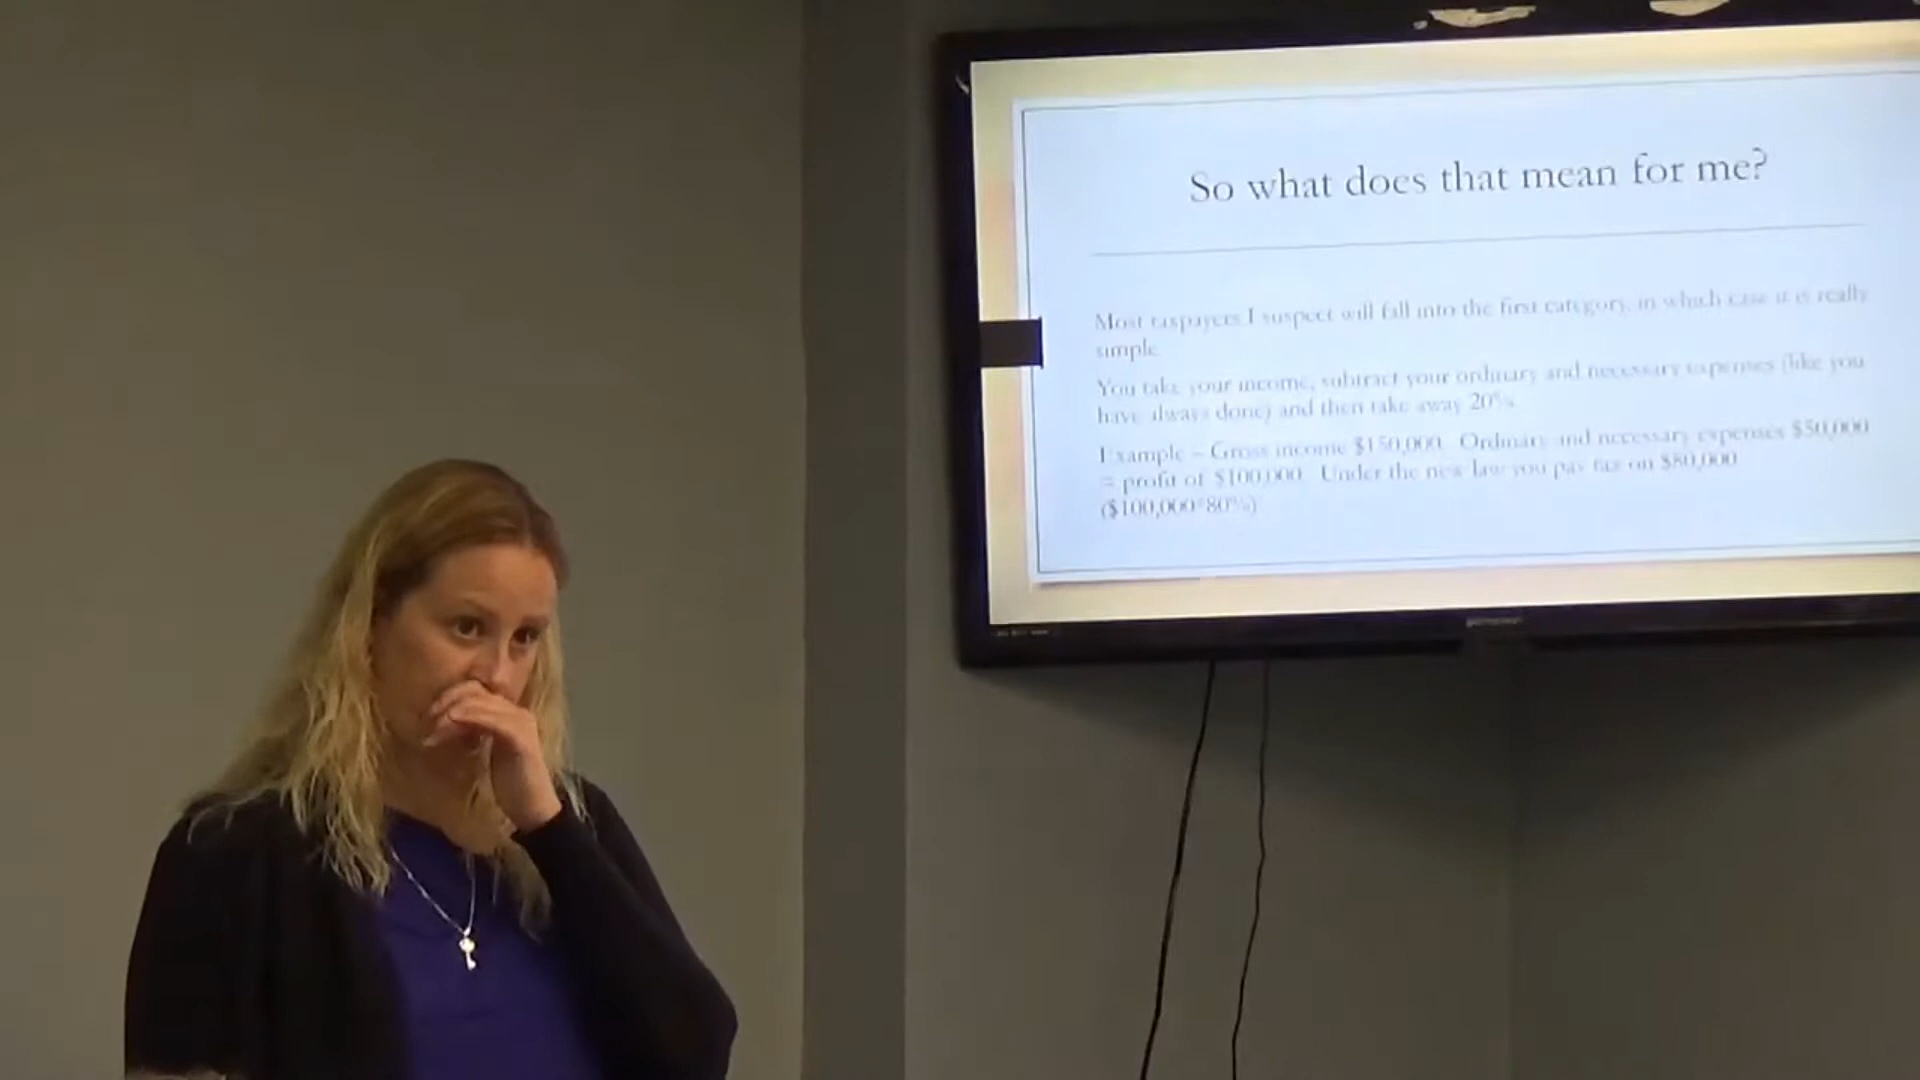 So what does that mean for me?
Most taxpayers I suspect will fall into the first category, in which case it is really
simple.
You take your income, subtract your ordinary and necessary expenses (like you
have always done) and then take away 20%.
Example – Gross income $150,000. Ordinary and necessary expenses $50,000
= profit of $100,000. Under the new law you pay tax on $80,000
($100,000*80%)